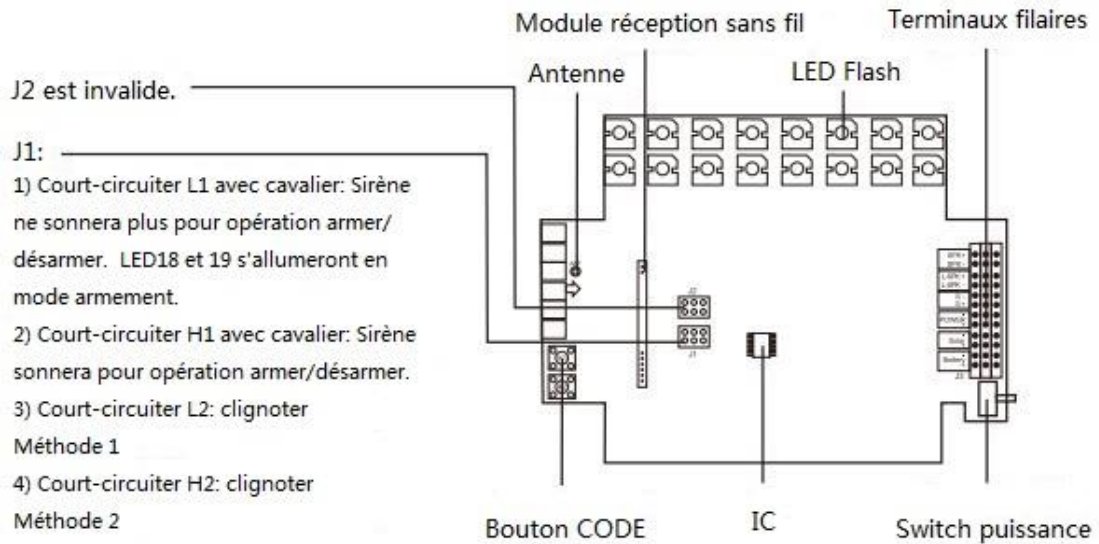 Module réception sans fil
Terminaux filaires
Antenne
LED Flash
J2 est invalide.
J1:
1) Court-circuiter L1 avec cavalier: Sirène
ne sonnera plus pour opération armer/
désarmer. LED18 et 19 s'allumeront en
mode armement.
2) Court-circuiter H1 avec cavalier: Sirène
sonnera pour opération armer/désarmer.
3) Court-circuiter L2: clignoter
Méthode 1
4) Court-circuiter H2: clignoter
Méthode 2
J2
J1
POWER
J3
Bouton CODE
IC
Switch puissance